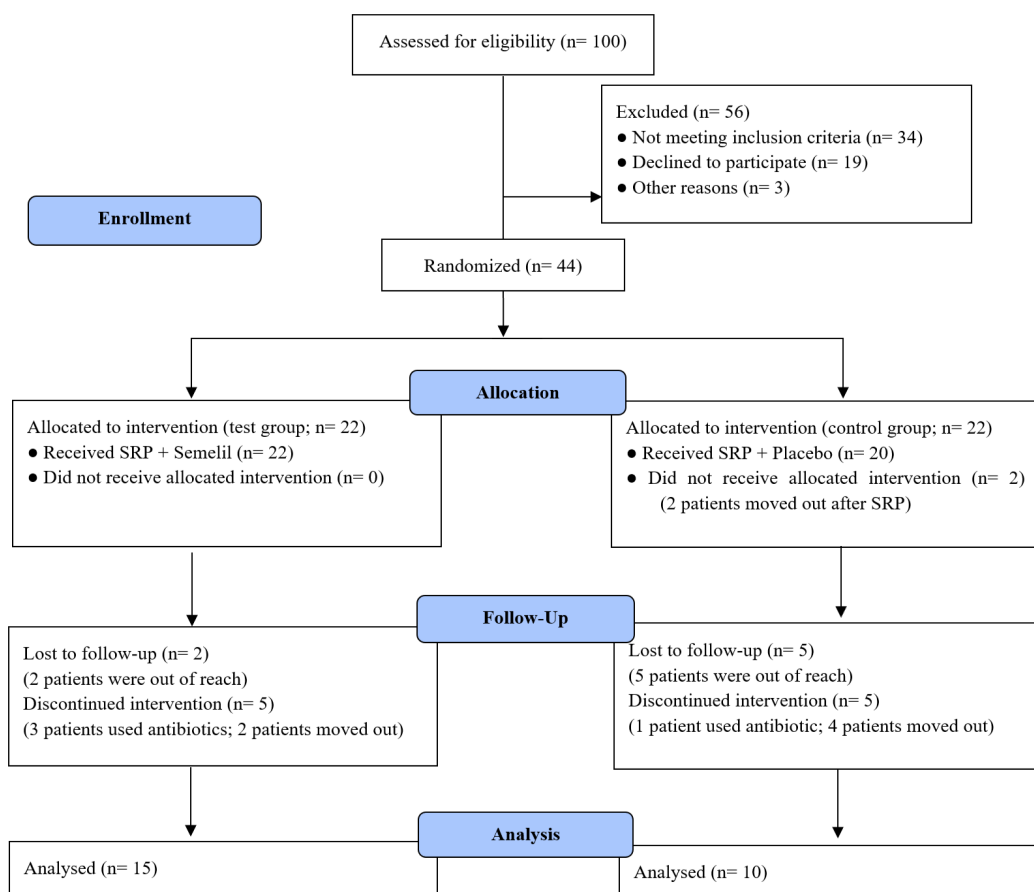 Assessed for eligibility (n= 100)
Excluded (n= 56)
● Not meeting inclusion criteria (n= 34)
● Declined to participate (n= 19)
● Other reasons (n= 3)
Enrollment
Randomized (n= 44)
Allocation
Allocated to intervention (test group; n= 22)
● Received SRP + Semelil (n= 22)
● Did not receive allocated intervention (n= 0)
Allocated to intervention (control group; n= 22)
● Received SRP + Placebo (n= 20)
● Did not receive allocated intervention (n= 2)
(2 patients moved out after SRP)
Follow-Up
Lost to follow-up (n= 2)
(2 patients were out of reach)
Discontinued intervention (n= 5)
(3 patients used antibiotics; 2 patients moved out)
Lost to follow-up (n= 5)
(5 patients were out of reach)
Discontinued intervention (n= 5)
(1 patient used antibiotic; 4 patients moved out)
Analysis
Analysed (n= 15)
Analysed (n= 10)